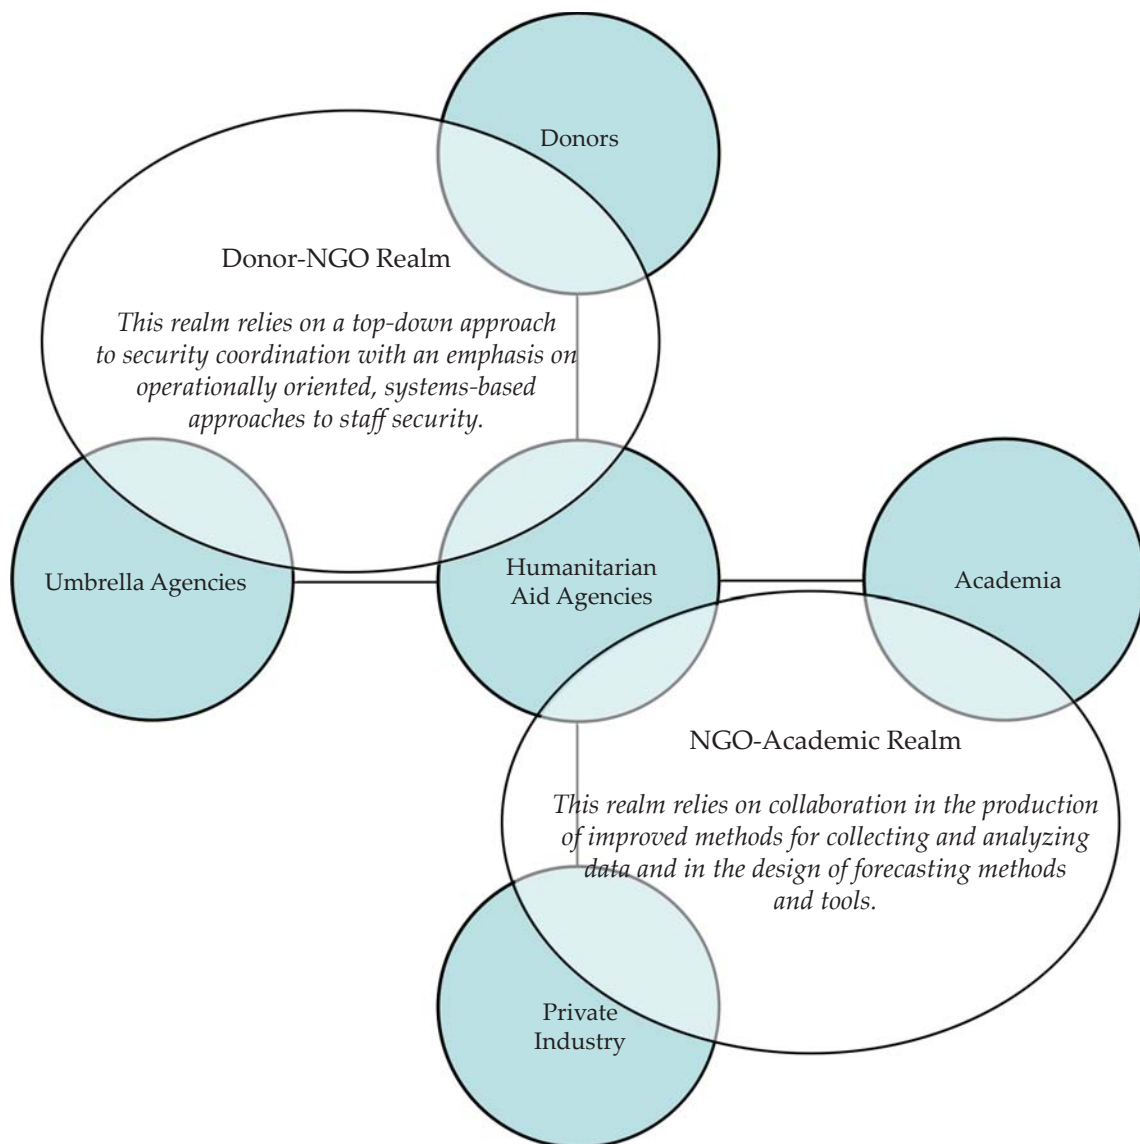 Donors
Donor-NGO Realm
This realm relies on a top-down approach
to security coordination with an emphasis on
operationally oriented, systems-based
approaches to staff security.
Umbrella Agencies
Humanitarian
Aid Agencies
Academia
NGO-Academic Realm
This realm relies on collaboration in the production
of improved methods for collecting and analyzing
data and in the design of forecasting methods
and tools.
Private
Industry